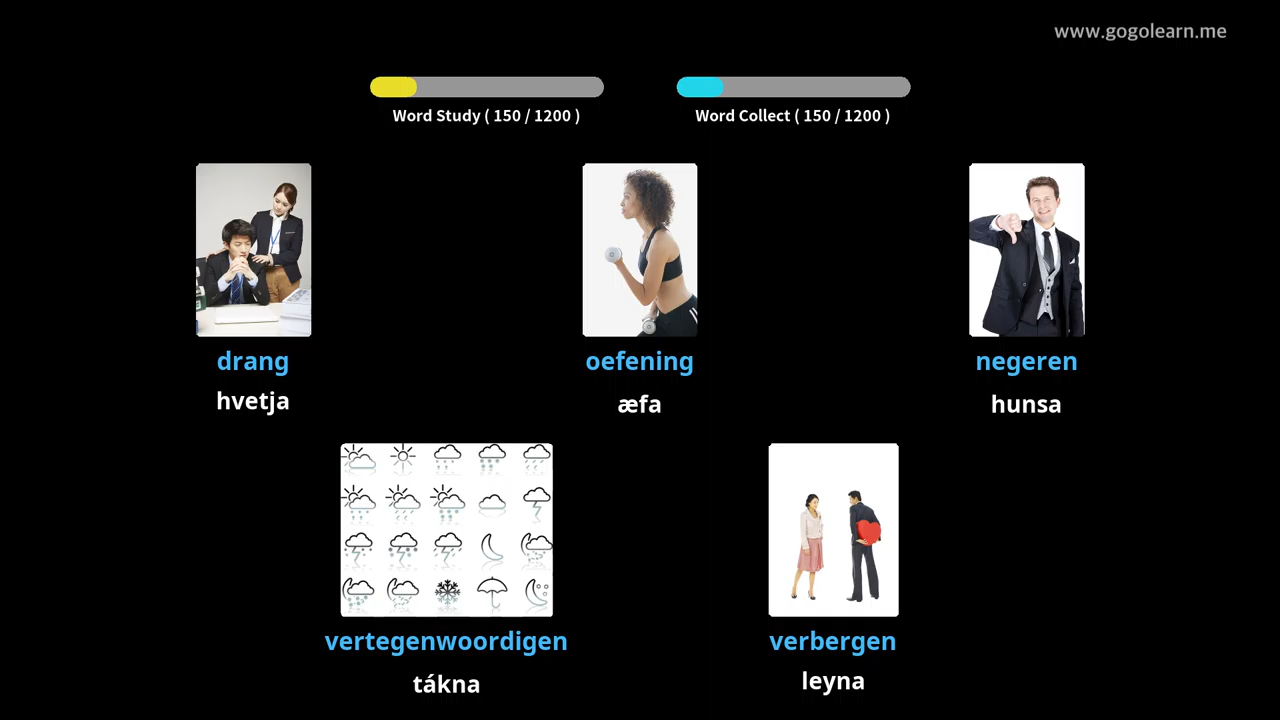 www.gogolearn.me
Word Study ( 150 / 1200 )
Word Collect ( 150 / 1200 )
drang
hvetja
oefening
æfa
negeren
hunsa
vertegenwoordigen
tákna
verbergen
leyna